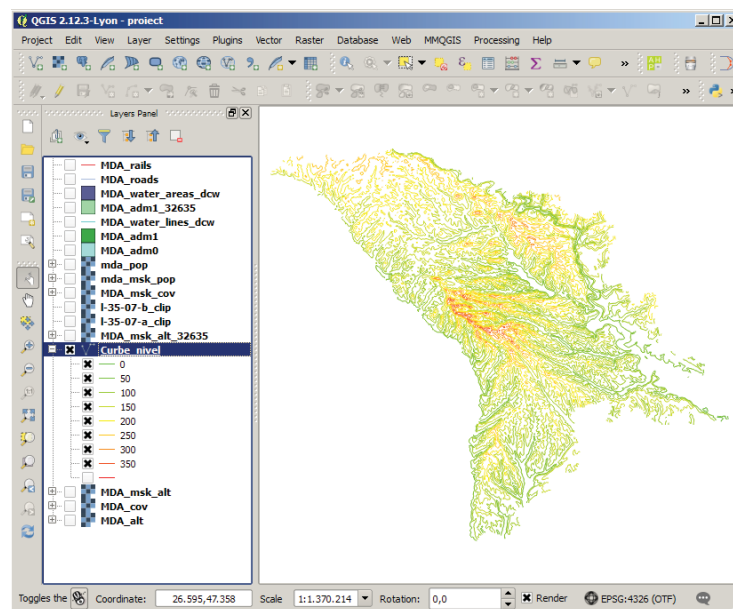 QGIS 2.12.3-Lyon - proiect
Project Edit View Layer Settings Plugins Vector Raster Database Web MMQGIS Processing Help
»
»
Layers Panel
MDA_rails
MDA_roads
MDA_water_areas_dcw
MDA_adm1_32635
MDA_water_lines_dcw
MDA_adm1
MDA_adm0
mda_pop
mda_msk_pop
MDA_msk_cov
l-35-07-b_clip
l-35-07-a_clip
MDA_msk_alt_32635
Curbe_nivel
0
50
100
150
200
250
300
350
MDA_msk_alt
MDA_cov
MDA_alt
Toggles the Coordinate: 26.595,47.358 Scale 1:1.370.214 Rotation: 0,0 Render EPSG:4326 (OTF)